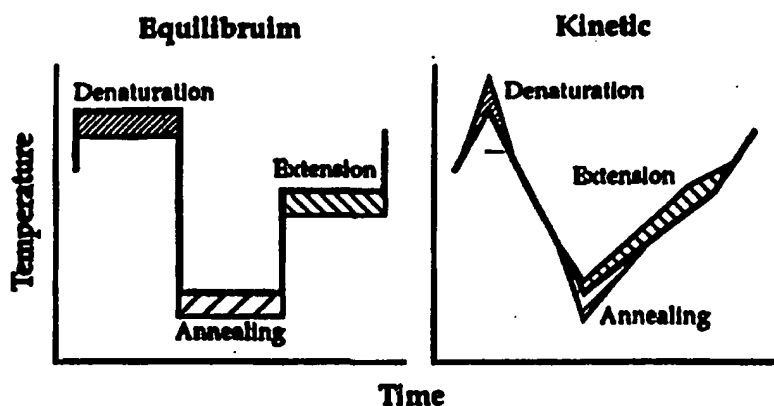 Equilibruim
Kinetic
Denaturation
Extension
Annealing
Denaturation
Extension
Annealing
Temperature
Time